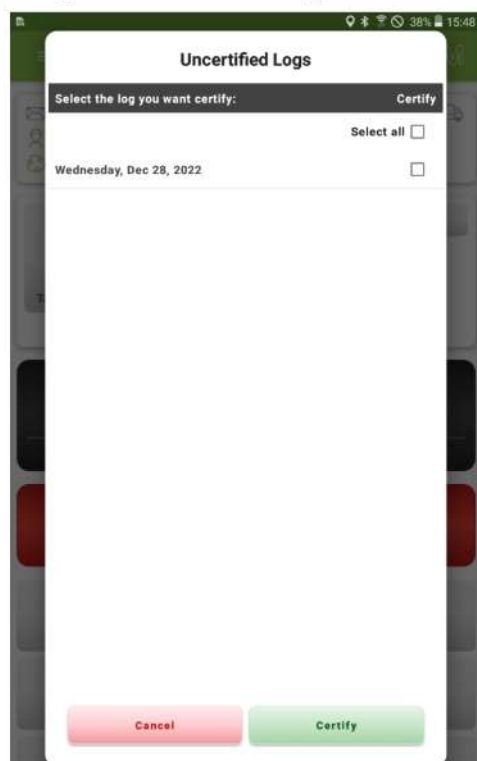 38% 15:48
Uncertified Logs
Select the log you want certify: Certify
Select all
Wednesday, Dec 28, 2022
Cancel Certify